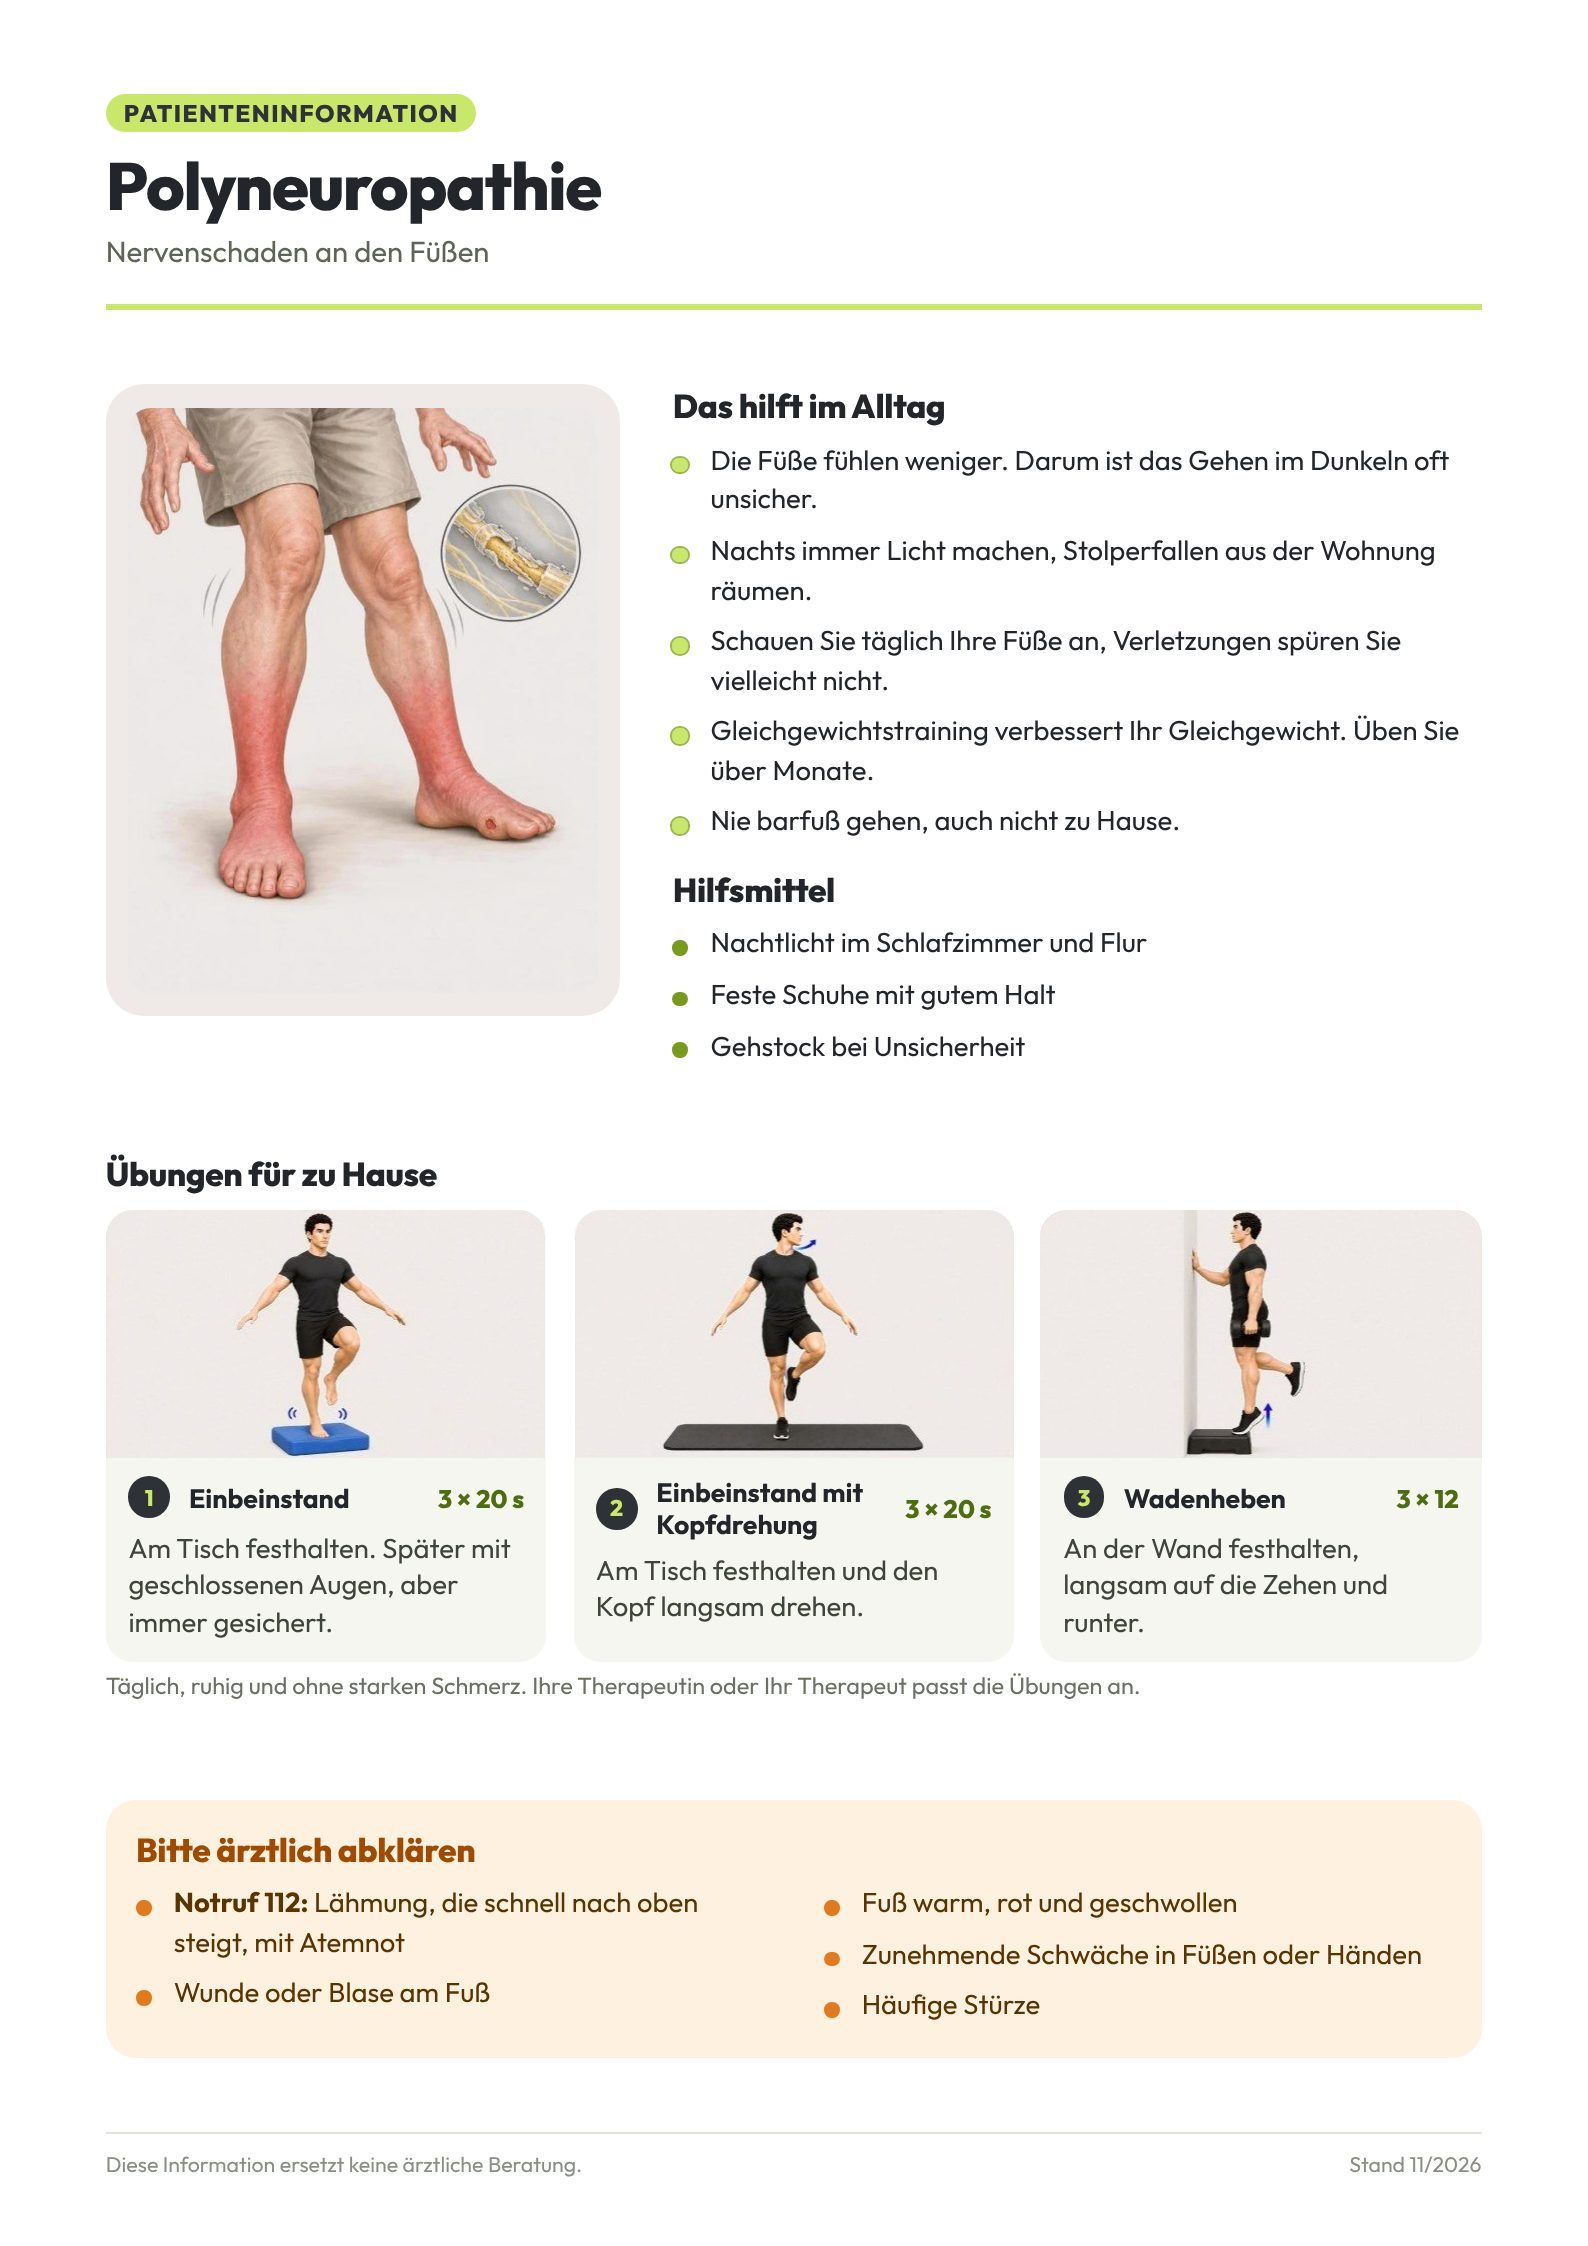 PATIENTENINFORMATION
Polyneuropathie
Nervenschaden an den Füßen
Das hilft im Alltag
Die Füße fühlen weniger. Darum ist das Gehen im Dunkeln oft
unsicher.
Nachts immer Licht machen, Stolperfallen aus der Wohnung
räumen.
Schauen Sie täglich Ihre Füße an, Verletzungen spüren Sie
vielleicht nicht.
Gleichgewichtstraining verbessert Ihr Gleichgewicht. Üben Sie
über Monate.
Nie barfuß gehen, auch nicht zu Hause.
Hilfsmittel
Nachtlicht im Schlafzimmer und Flur
Feste Schuhe mit gutem Halt
Gehstock bei Unsicherheit
Übungen für zu Hause
1 Einbeinstand 3 × 20 s
Am Tisch festhalten. Später mit
geschlossenen Augen, aber
immer gesichert.
2 Einbeinstand mit
Kopfdrehung 3 × 20 s
Am Tisch festhalten und den
Kopf langsam drehen.
3 Wadenheben 3 × 12
An der Wand festhalten,
langsam auf die Zehen und
runter.
Täglich, ruhig und ohne starken Schmerz. Ihre Therapeutin oder Ihr Therapeut passt die Übungen an.
Bitte ärztlich abklären
Notruf 112: Lähmung, die schnell nach oben
steigt, mit Atemnot
Wunde oder Blase am Fuß
Fuß warm, rot und geschwollen
Zunehmende Schwäche in Füßen oder Händen
Häufige Stürze
Diese Information ersetzt keine ärztliche Beratung.
Stand 11/2026